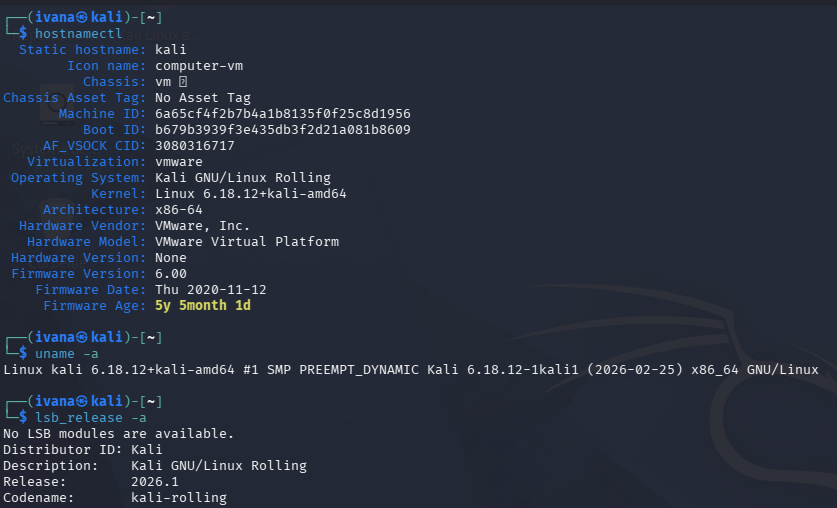 ┌──(ivana㉿kali)-[~]
└─$ hostnamectl
Static hostname: kali
Icon name: computer-vm
Chassis: vm
Chassis Asset Tag: No Asset Tag
Machine ID: 6a65cf4f2b7b4a1b8135f0f25c8d1956
Boot ID: b679b3939f3e435db3f2d21a081b8609
AF_VSOCK CID: 3080316717
Virtualization: vmware
Operating System: Kali GNU/Linux Rolling
Kernel: Linux 6.18.12+kali-amd64
Architecture: x86-64
Hardware Vendor: VMware, Inc.
Hardware Model: VMware Virtual Platform
Hardware Version: None
Firmware Version: 6.00
Firmware Date: Thu 2020-11-12
Firmware Age: 5y 5month 1d
┌──(ivana㉿kali)-[~]
└─$ uname -a
Linux kali 6.18.12+kali-amd64 #1 SMP PREEMPT_DYNAMIC Kali 6.18.12-1kali1 (2026-02-25) x86_64 GNU/Linux
┌──(ivana㉿kali)-[~]
└─$ lsb_release -a
No LSB modules are available.
Distributor ID: Kali
Description: Kali GNU/Linux Rolling
Release: 2026.1
Codename: kali-rolling